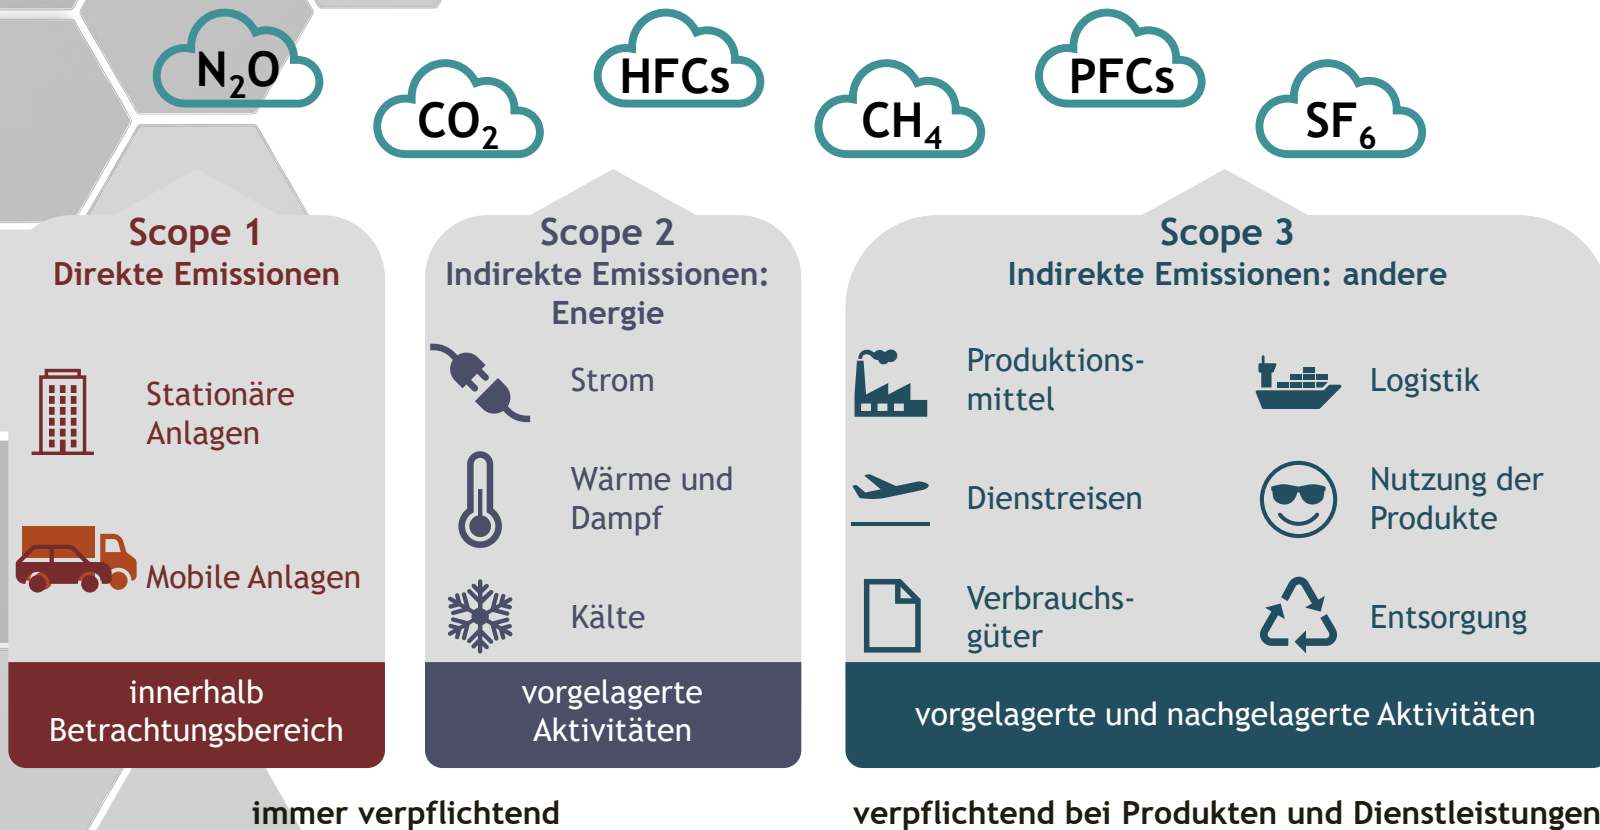 N₂O
CO₂
HFCs
CH₄
PFCs
SF₆
Scope 1
Direkte Emissionen
Stationäre
Anlagen
Mobile Anlagen
innerhalb
Betrachtungsbereich
Scope 2
Indirekte Emissionen:
Energie
Strom
Wärme und
Dampf
Kälte
vorgelagerte
Aktivitäten
Scope 3
Indirekte Emissionen: andere
Produktions-
mittel
Logistik
Dienstreisen
Nutzung der
Produkte
Verbrauchs-
güter
Entsorgung
vorgelagerte und nachgelagerte Aktivitäten
immer verpflichtend
verpflichtend bei Produkten und Dienstleistungen